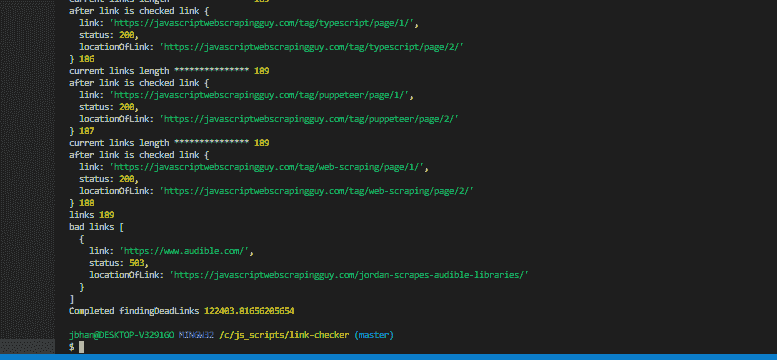 current links length *************** 189
after link is checked link {
link: 'https://javascriptwebscrapingguy.com/tag/typescript/page/1/',
status: 200,
locationOfLink: 'https://javascriptwebscrapingguy.com/tag/typescript/page/2/'
} 186
current links length *************** 189
after link is checked link {
link: 'https://javascriptwebscrapingguy.com/tag/puppeteer/page/1/',
status: 200,
locationOfLink: 'https://javascriptwebscrapingguy.com/tag/puppeteer/page/2/'
} 187
current links length *************** 189
after link is checked link {
link: 'https://javascriptwebscrapingguy.com/tag/web-scraping/page/1/',
status: 200,
locationOfLink: 'https://javascriptwebscrapingguy.com/tag/web-scraping/page/2/'
} 188
links 189
bad links [
{
link: 'https://www.audible.com/',
status: 503,
locationOfLink: 'https://javascriptwebscrapingguy.com/jordan-scrapes-audible-libraries/'
}
]
Completed findingDeadLinks 122403.81656205654
jbhan@DESKTOP-V3291GO MINGW32 /c/js_scripts/link-checker (master)
$